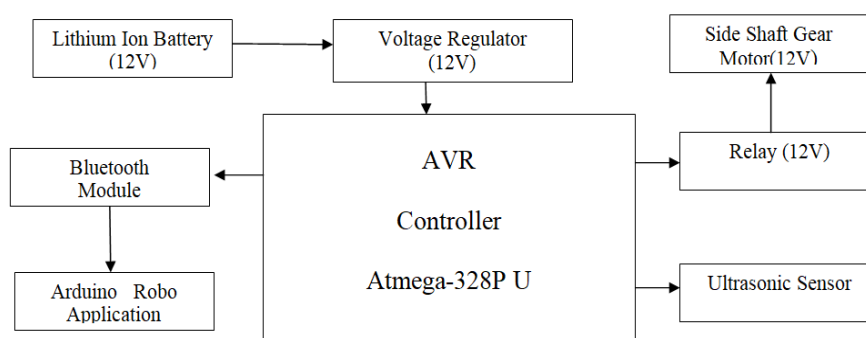 Lithium Ion Battery
(12V)
Voltage Regulator
(12V)
Side Shaft Gear
Motor(12V)
AVR
Controller
Atmega-328P U
Relay (12V)
Bluetooth
Module
Arduino Robo
Application
Ultrasonic Sensor